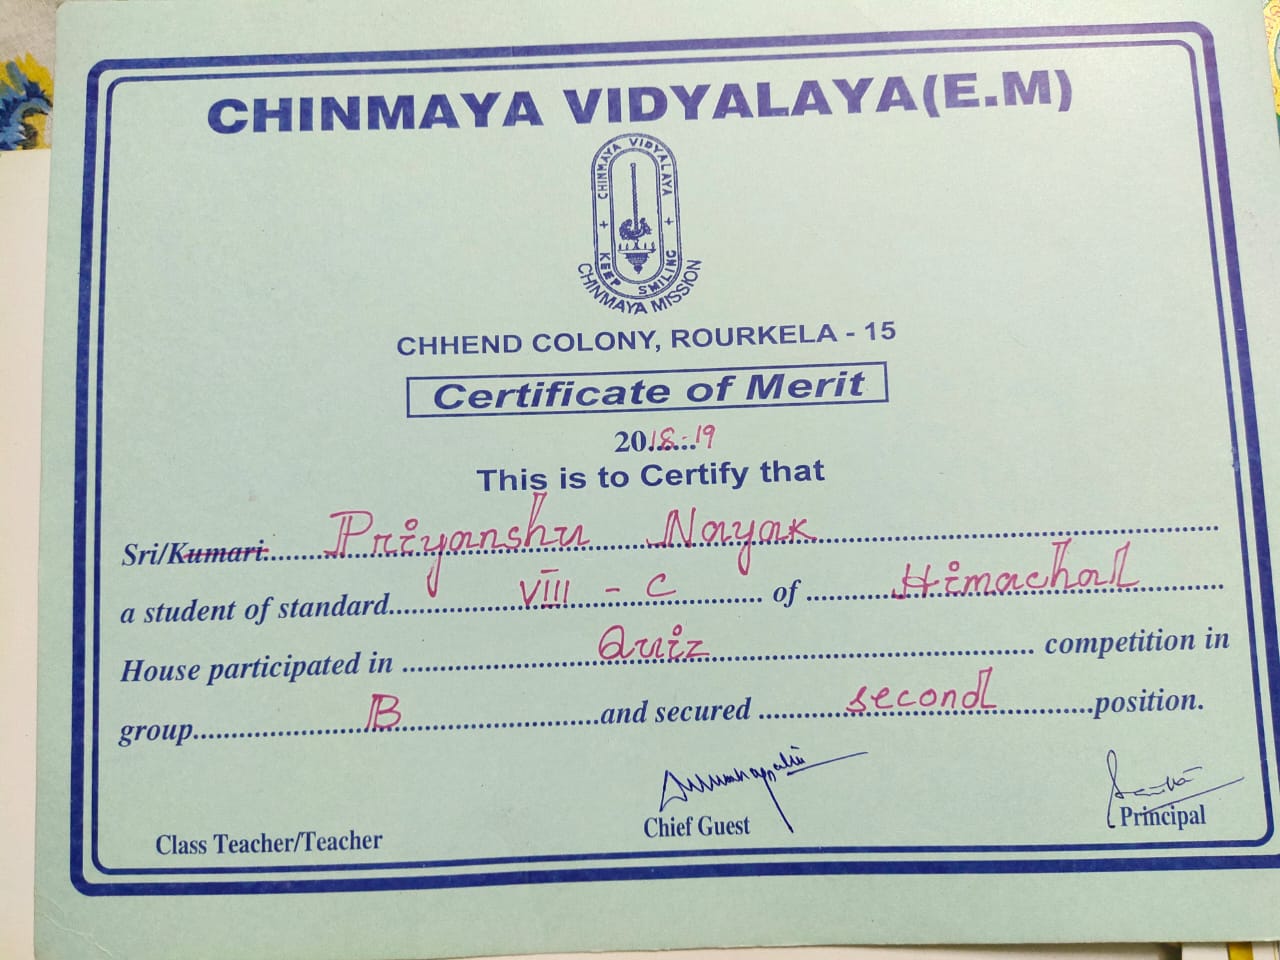 CHINMAYA VIDYALAYA(E.M)
CHINMAYA VIDYALAYA
KEEP SMILING
CHINMAYA MISSION
CHHEND COLONY, ROURKELA - 15
Certificate of Merit
2018-19
This is to Certify that
Sri/Kumari: Priyanshu Nayak
a student of standard VIII - C of Himachal
House participated in Quiz competition in
group B and secured second position.
Class Teacher/Teacher Chief Guest Principal